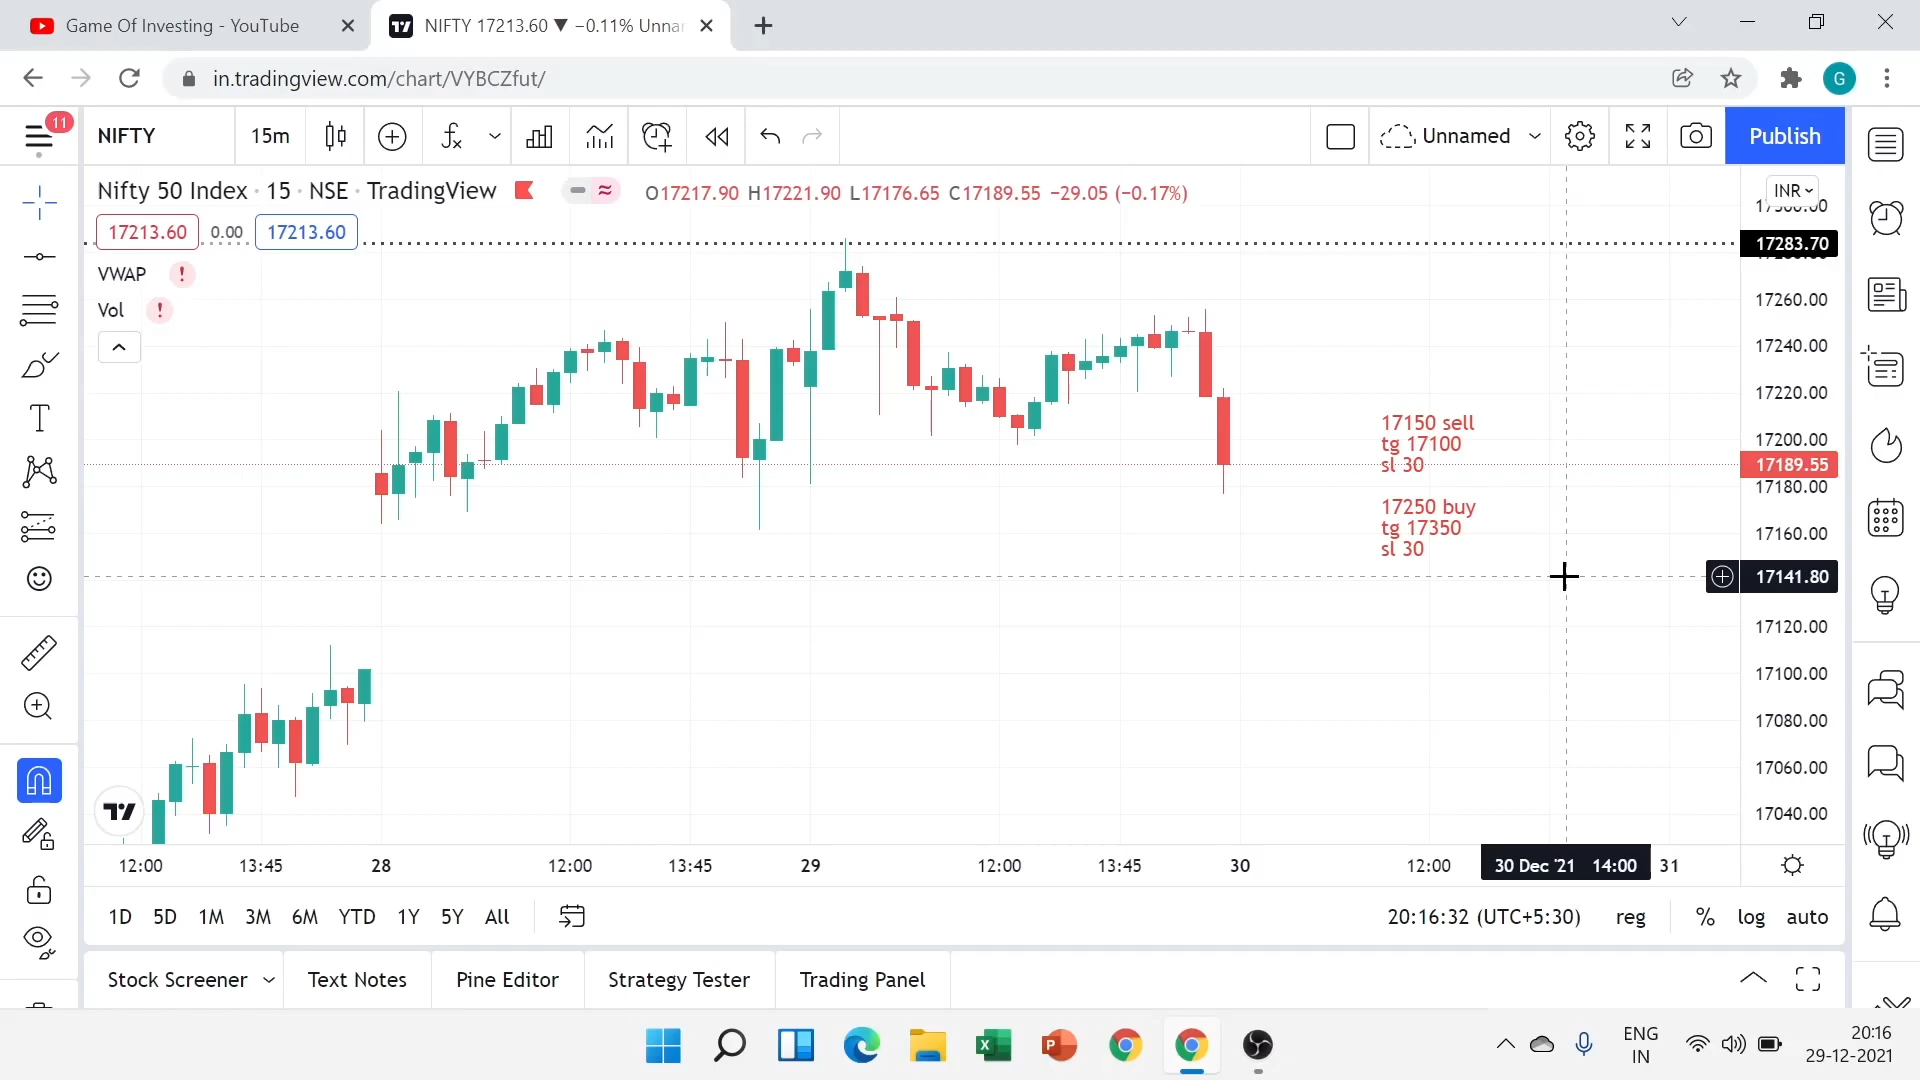 Game Of Investing - YouTube
NIFTY 17213.60 ▼ −0.11% Unnar
in.tradingview.com/chart/VYBCZfut/
G
11
NIFTY
15m
Unnamed
Publish
Nifty 50 Index · 15 · NSE · TradingView
O17217.90 H17221.90 L17176.65 C17189.55 −29.05 (−0.17%)
INR
17213.60
0.00
17213.60
VWAP !
Vol !
17283.70
17260.00
17240.00
17220.00
17200.00
17189.55
17180.00
17160.00
17141.80
17120.00
17100.00
17080.00
17060.00
17040.00
17150 sell
tg 17100
sl 30
17250 buy
tg 17350
sl 30
12:00
13:45
28
12:00
13:45
29
12:00
13:45
30
12:00
30 Dec '21 14:00
31
1D 5D 1M 3M 6M YTD 1Y 5Y All
20:16:32 (UTC+5:30)
reg
% log auto
Stock Screener
Text Notes
Pine Editor
Strategy Tester
Trading Panel
ENG
IN
20:16
29-12-2021